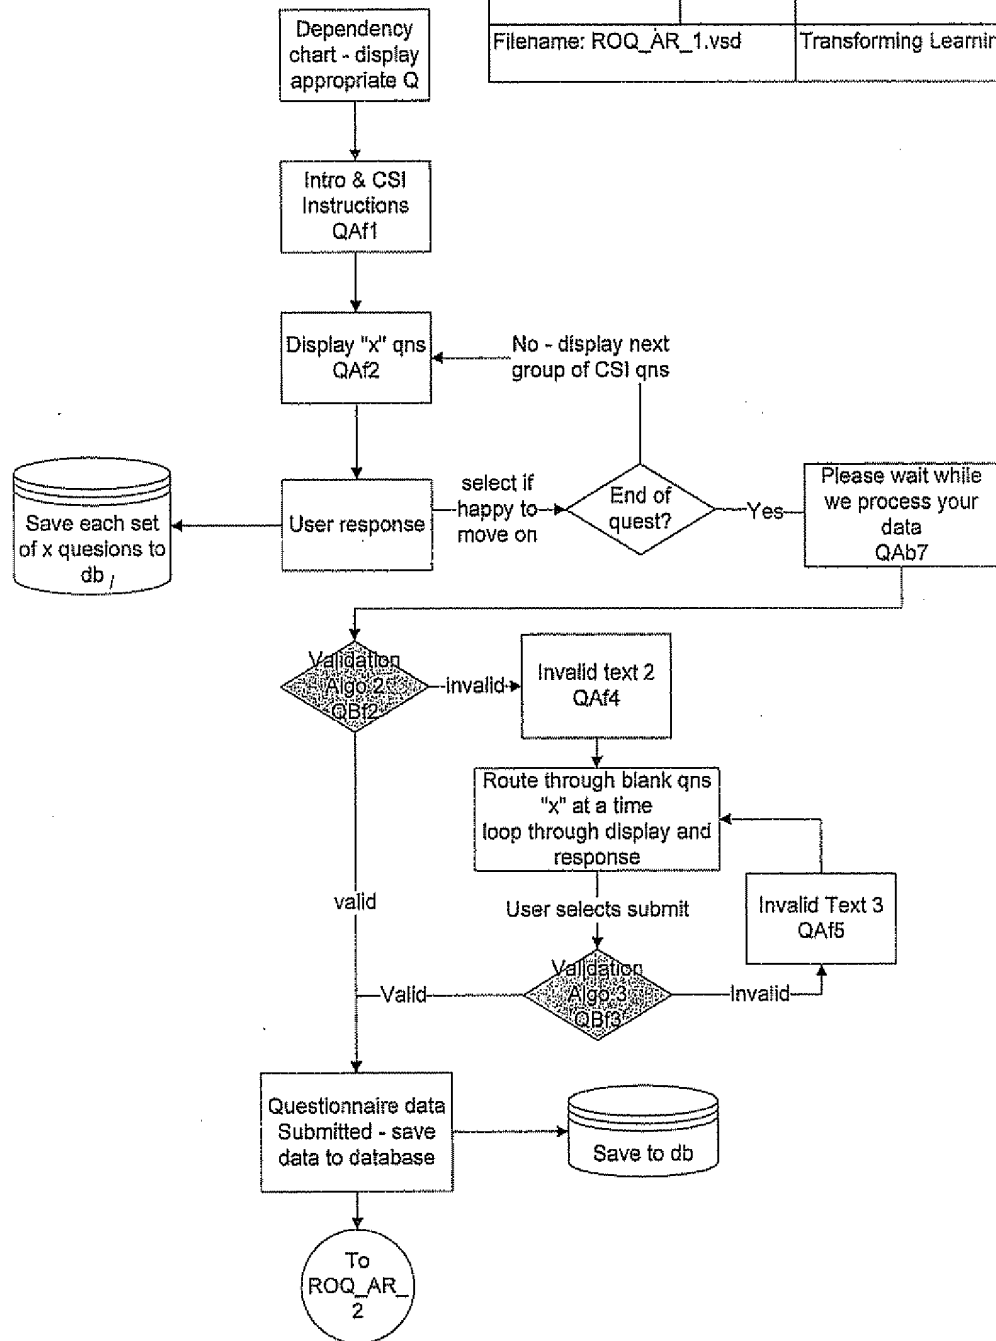 Dependency
chart - display
appropriate Q
Filename: ROQ_AR_1.vsd
Intro & CSI
Instructions
QAf1
Display "x" qns
QAf2
No - display next
group of CSI qns
Save each set
of x quesions to
db
User response
select if
happy to
move on
End of
quest?
Yes
Please wait while
we process your
data
QAb7
Validation
Algo 2
QBf2
invalid
Invalid text 2
QAf4
Route through blank qns
"x" at a time
loop through display and
response
valid
User selects submit
Invalid Text 3
QAf5
Validation
Algo 3
QBf3
Valid
Invalid
Questionnaire data
Submitted - save
data to database
Save to db
To
ROQ_AR_
2